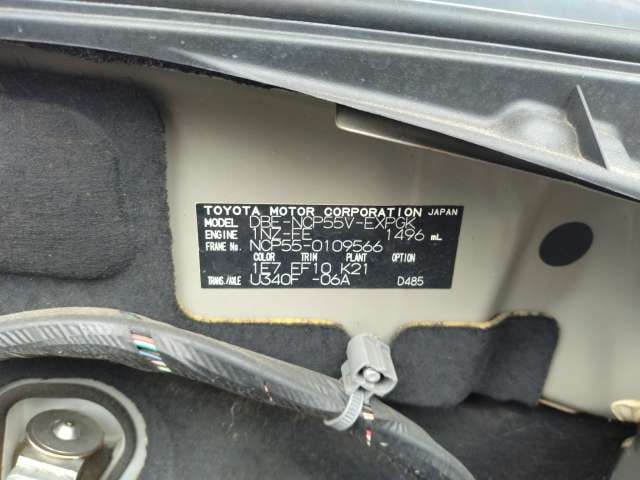 TOYOTA MOTOR CORPORATION JAPAN
MODEL DBE-NCP55V-EXPGK
ENGINE 1NZ-FE 1496 mL
FRAME No. NCP55-0109566
COLOR TRIM PLANT OPTION
1E7 EF10 K21
TRANS./AXLE U340F -06A D485